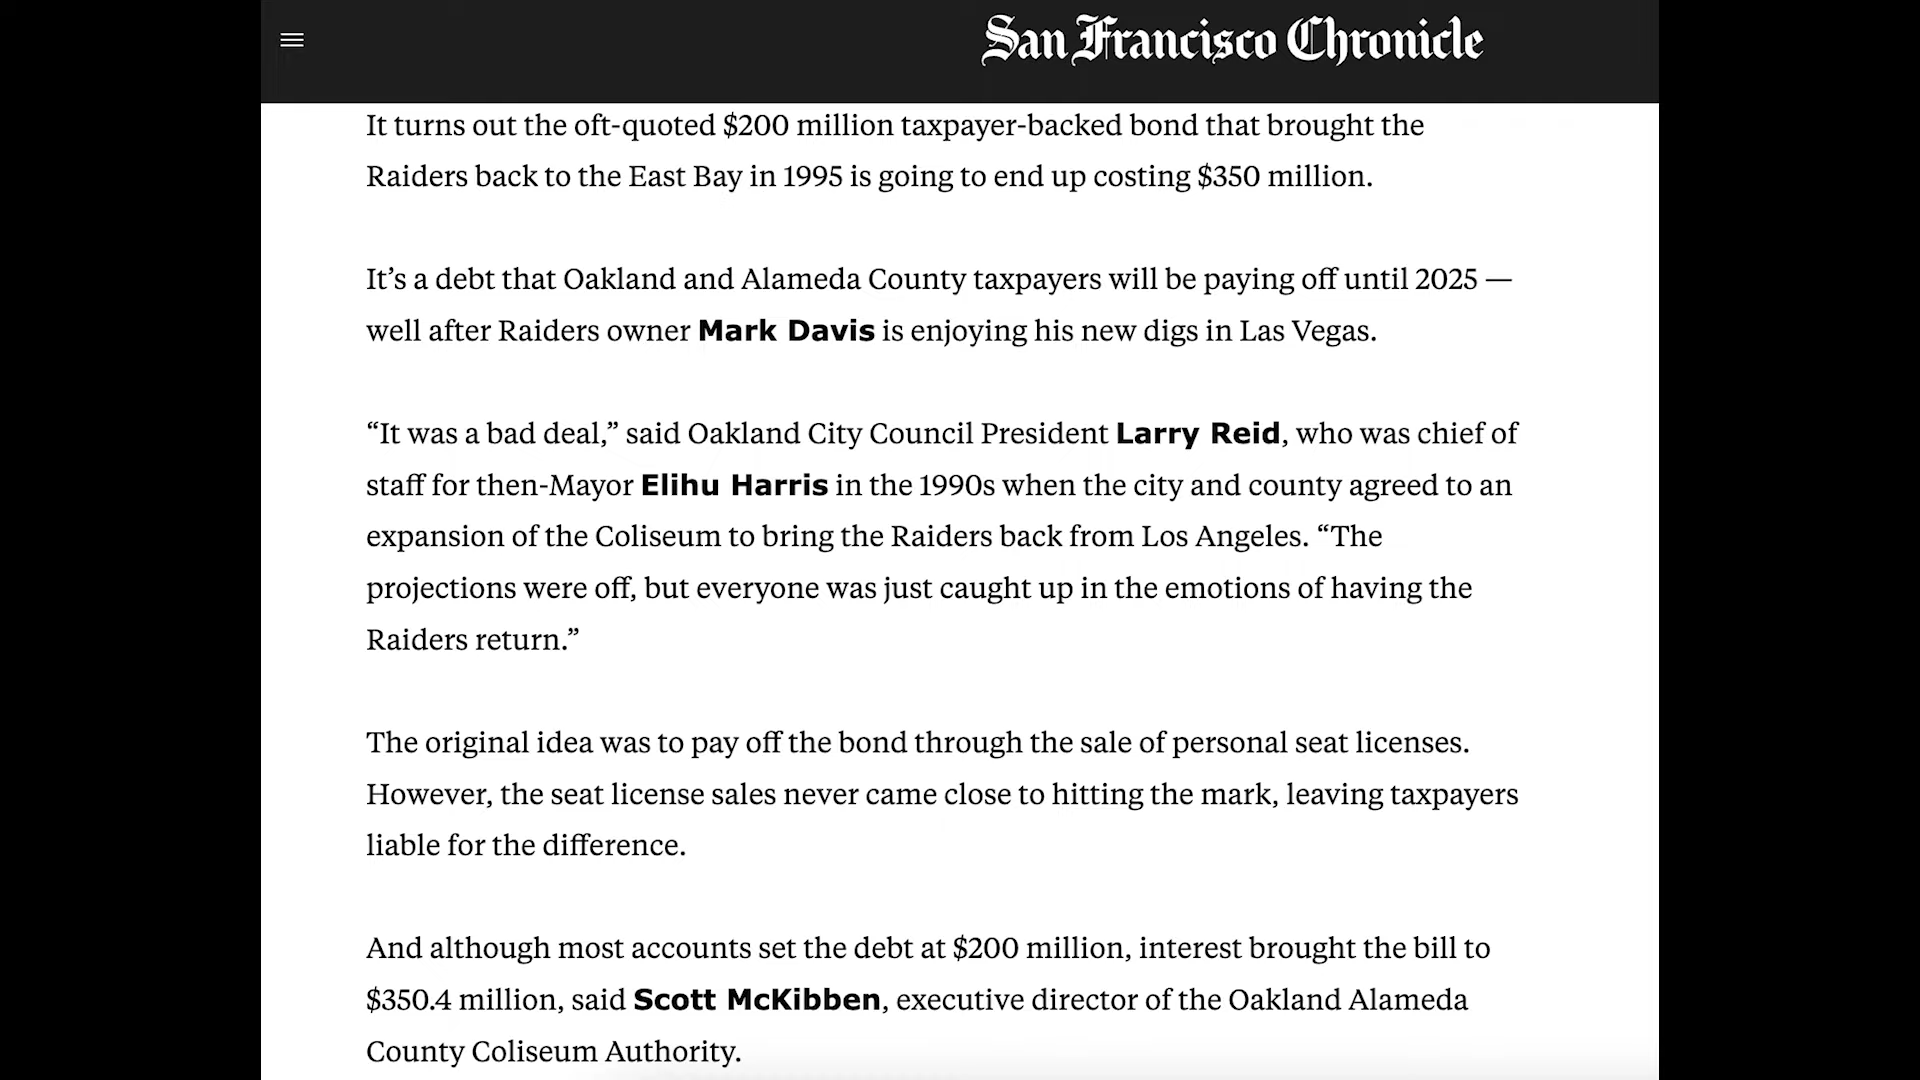 San Francisco Chronicle
It turns out the oft-quoted $200 million taxpayer-backed bond that brought the
Raiders back to the East Bay in 1995 is going to end up costing $350 million.
It’s a debt that Oakland and Alameda County taxpayers will be paying off until 2025 —
well after Raiders owner Mark Davis is enjoying his new digs in Las Vegas.
“It was a bad deal,” said Oakland City Council President Larry Reid, who was chief of
staff for then-Mayor Elihu Harris in the 1990s when the city and county agreed to an
expansion of the Coliseum to bring the Raiders back from Los Angeles. “The
projections were off, but everyone was just caught up in the emotions of having the
Raiders return.”
The original idea was to pay off the bond through the sale of personal seat licenses.
However, the seat license sales never came close to hitting the mark, leaving taxpayers
liable for the difference.
And although most accounts set the debt at $200 million, interest brought the bill to
$350.4 million, said Scott McKibben, executive director of the Oakland Alameda
County Coliseum Authority.